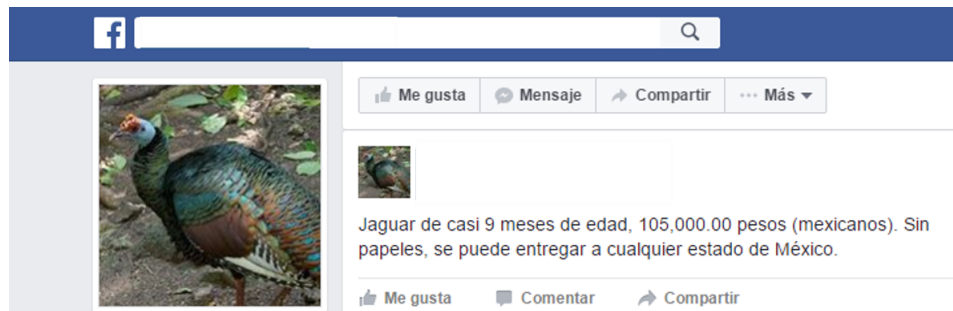 Me gusta Mensaje Compartir Más
Jaguar de casi 9 meses de edad, 105,000.00 pesos (mexicanos). Sin
papeles, se puede entregar a cualquier estado de México.
Me gusta Comentar Compartir